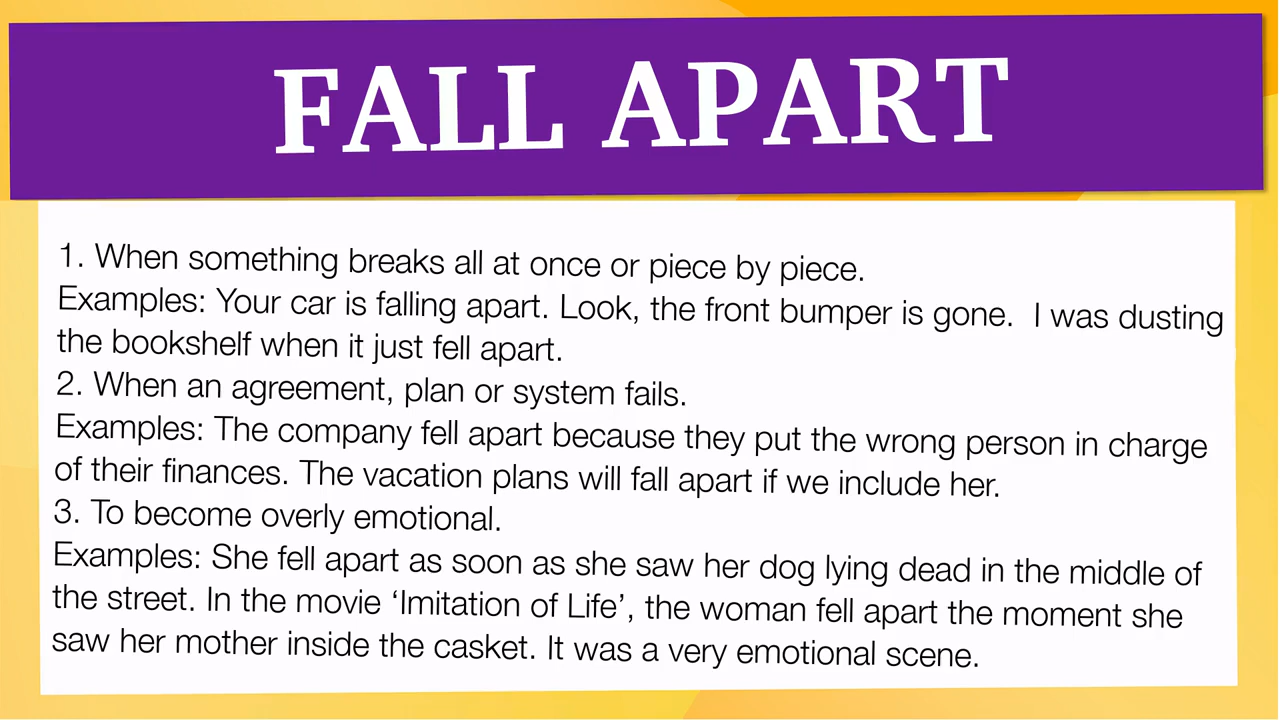 FALL APART
1. When something breaks all at once or piece by piece.
Examples: Your car is falling apart. Look, the front bumper is gone.  I was dusting
the bookshelf when it just fell apart.
2. When an agreement, plan or system fails.
Examples: The company fell apart because they put the wrong person in charge
of their finances. The vacation plans will fall apart if we include her.
3. To become overly emotional.
Examples: She fell apart as soon as she saw her dog lying dead in the middle of
the street. In the movie ‘Imitation of Life’, the woman fell apart the moment she
saw her mother inside the casket. It was a very emotional scene.